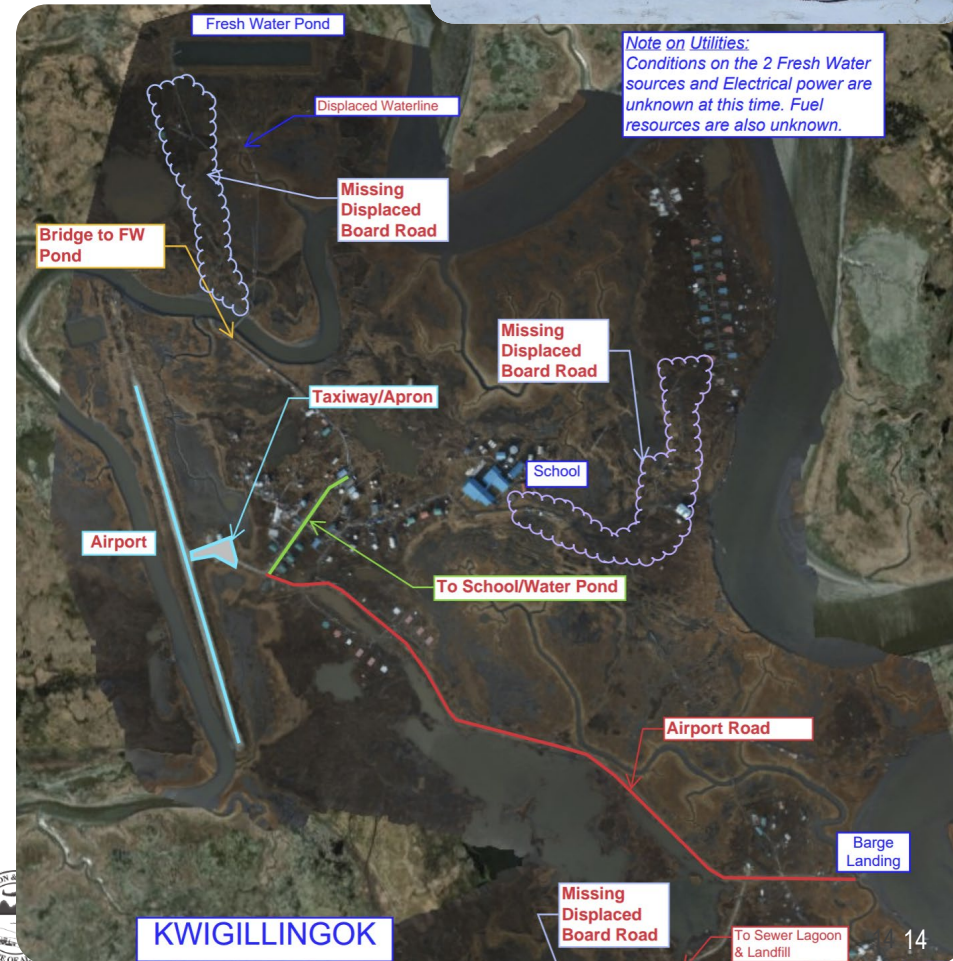 Fresh Water Pond
Note on Utilities:
Conditions on the 2 Fresh Water
sources and Electrical power are
unknown at this time. Fuel
resources are also unknown.
Displaced Waterline
Missing
Displaced
Board Road
Bridge to FW
Pond
Missing
Displaced
Board Road
Taxiway/Apron
School
Airport
To School/Water Pond
Airport Road
Barge
Landing
Missing
Displaced
Board Road
To Sewer Lagoon
& Landfill
KWIGILLINGOK
14
14